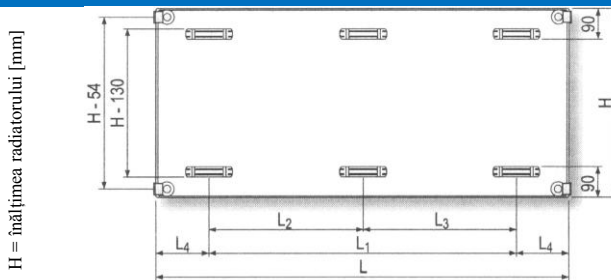 H = înălțimea radiatorului [mm]
H - 54
H - 130
90
H
90
L2
L3
L4
L1
L4
L